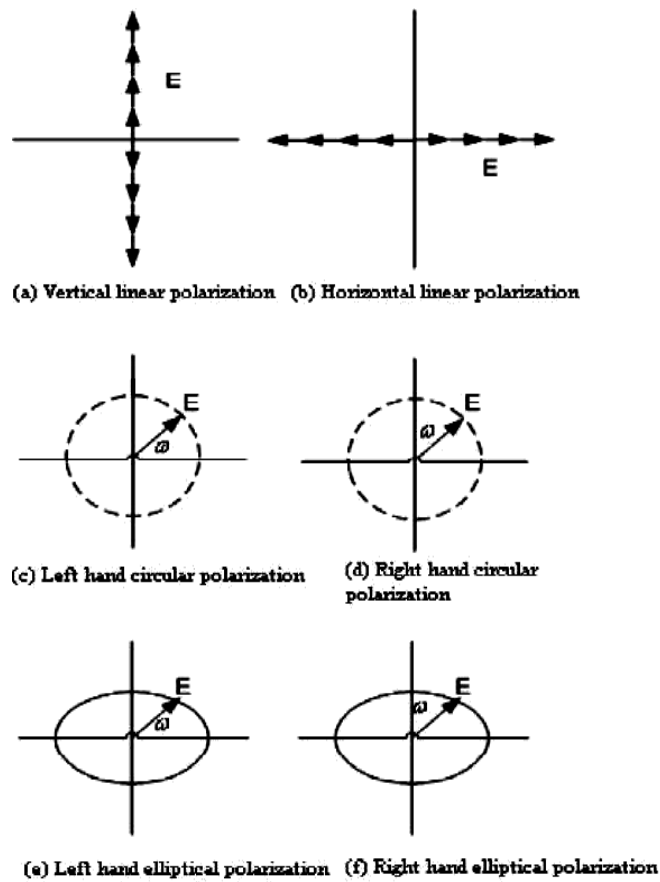 E
E
(a) Vertical linear polarization (b) Horizontal linear polarization
E
ω
E
ω
(c) Left hand circular polarization
(d) Right hand circular
polarization
E
ω
E
ω
(e) Left hand elliptical polarization (f) Right hand elliptical polarization